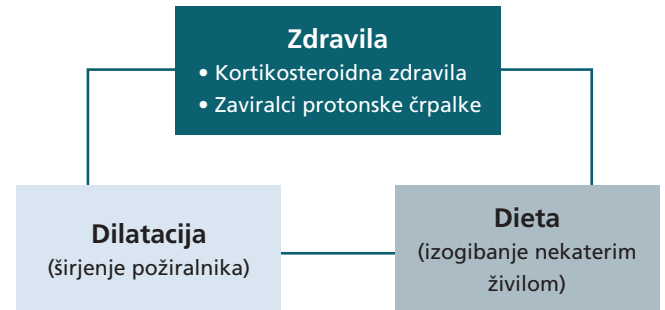 Zdravila
• Kortikosteroidna zdravila
• Zaviralci protonske črpalke
Dilatacija
(širjenje požiralnika)
Dieta
(izogibanje nekaterim
živilom)